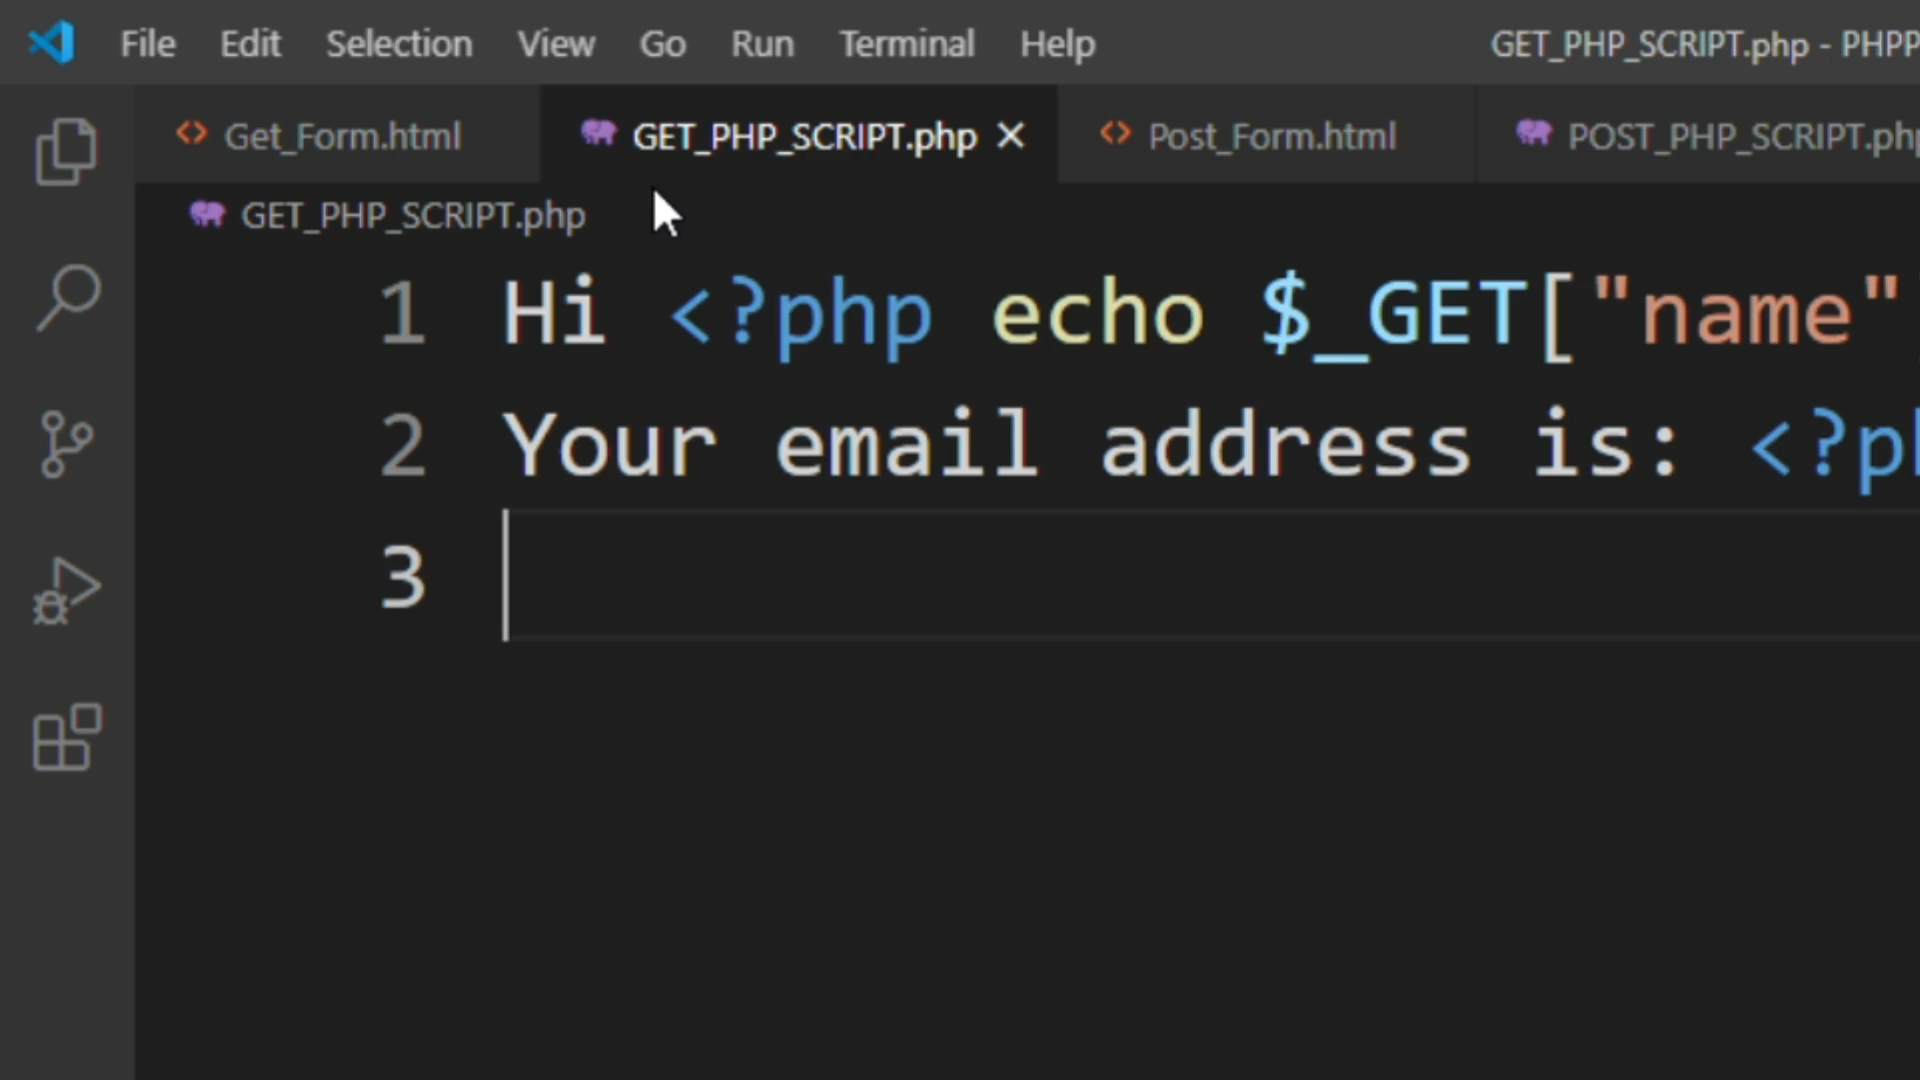 File Edit Selection View Go Run Terminal Help GET_PHP_SCRIPT.php - PHPP
Get_Form.html GET_PHP_SCRIPT.php Post_Form.html POST_PHP_SCRIPT.php
GET_PHP_SCRIPT.php
1 Hi <?php echo $_GET["name"
2 Your email address is: <?ph
3